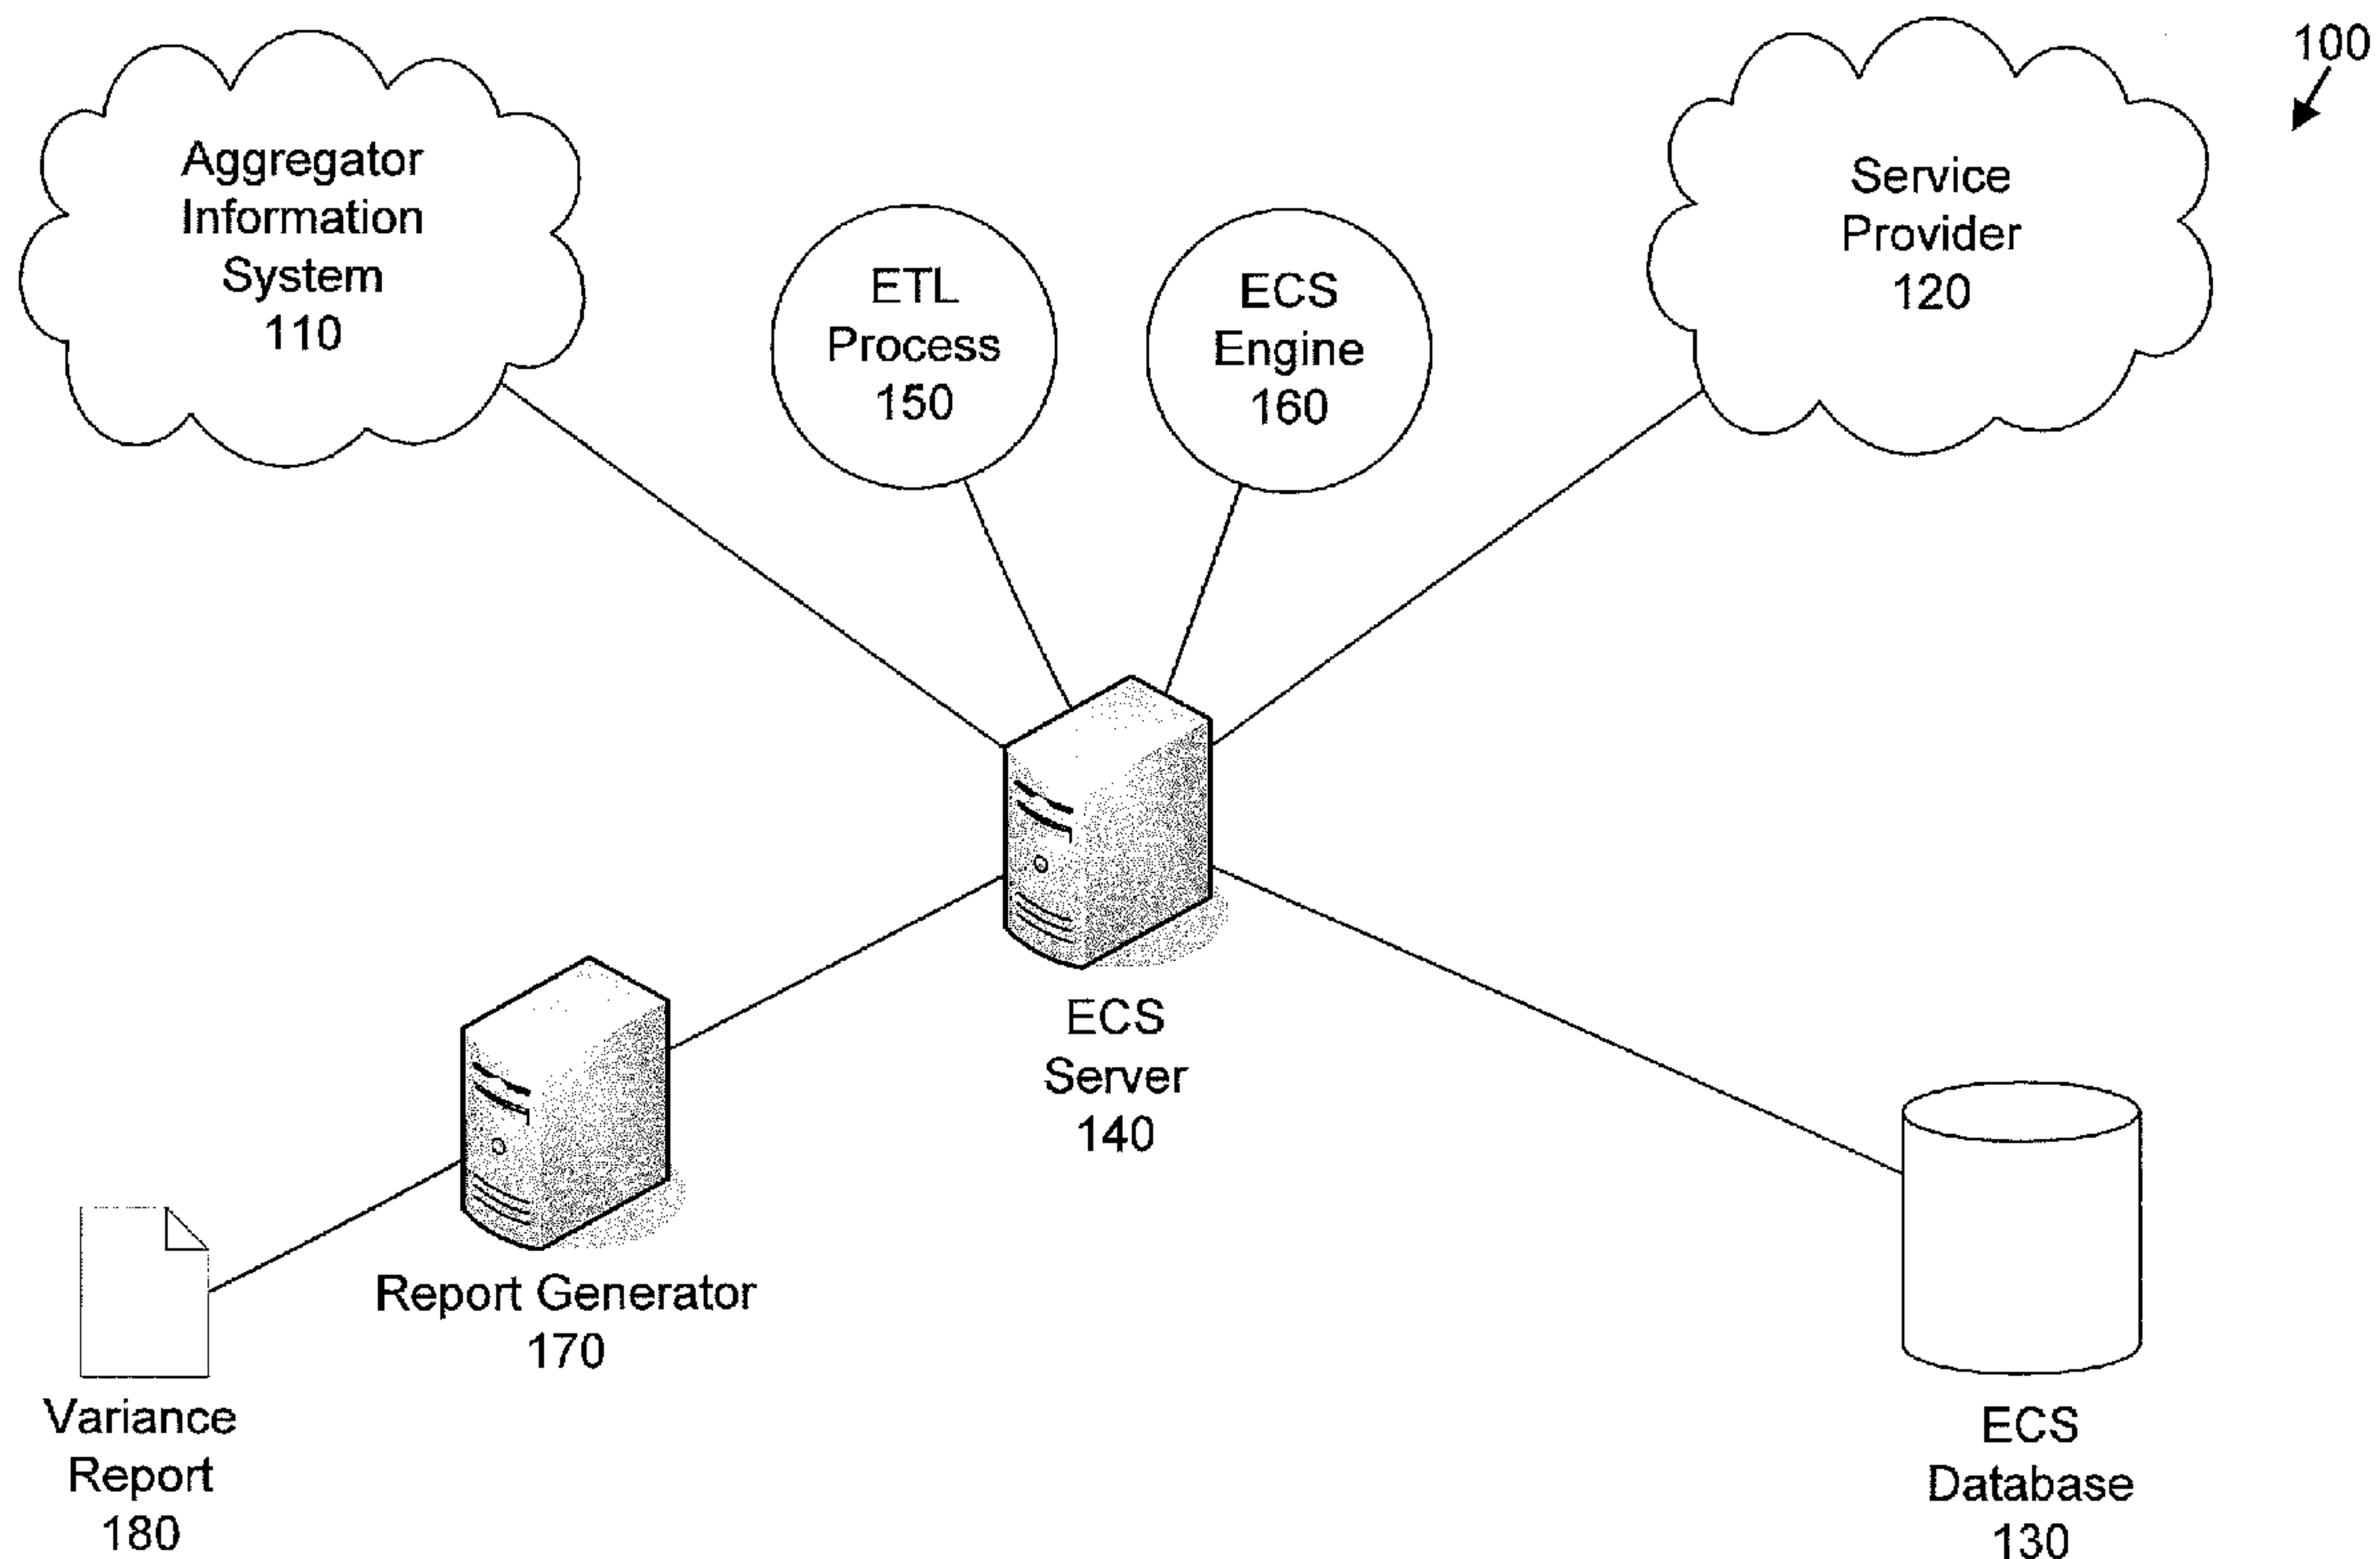 100
Aggregator
Information
System
110
ETL
Process
150
ECS
Engine
160
Service
Provider
120
ECS
Server
140
Report Generator
170
Variance
Report
180
ECS
Database
130